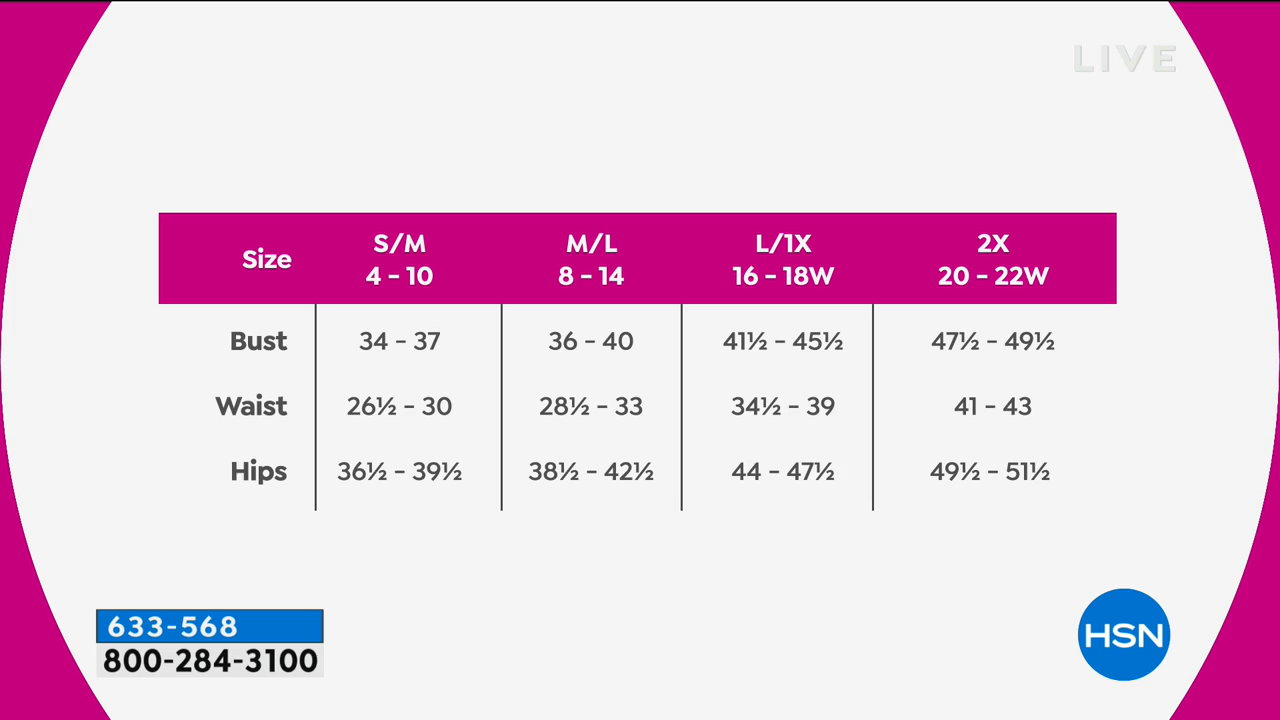 LIVE
Size S/M M/L L/1X 2X
4 – 10 8 – 14 16 – 18W 20 – 22W
Bust 34 – 37 36 – 40 41½ – 45½ 47½ – 49½
Waist 26½ – 30 28½ – 33 34½ – 39 41 – 43
Hips 36½ – 39½ 38½ – 42½ 44 – 47½ 49½ – 51½
633-568
800-284-3100
HSN